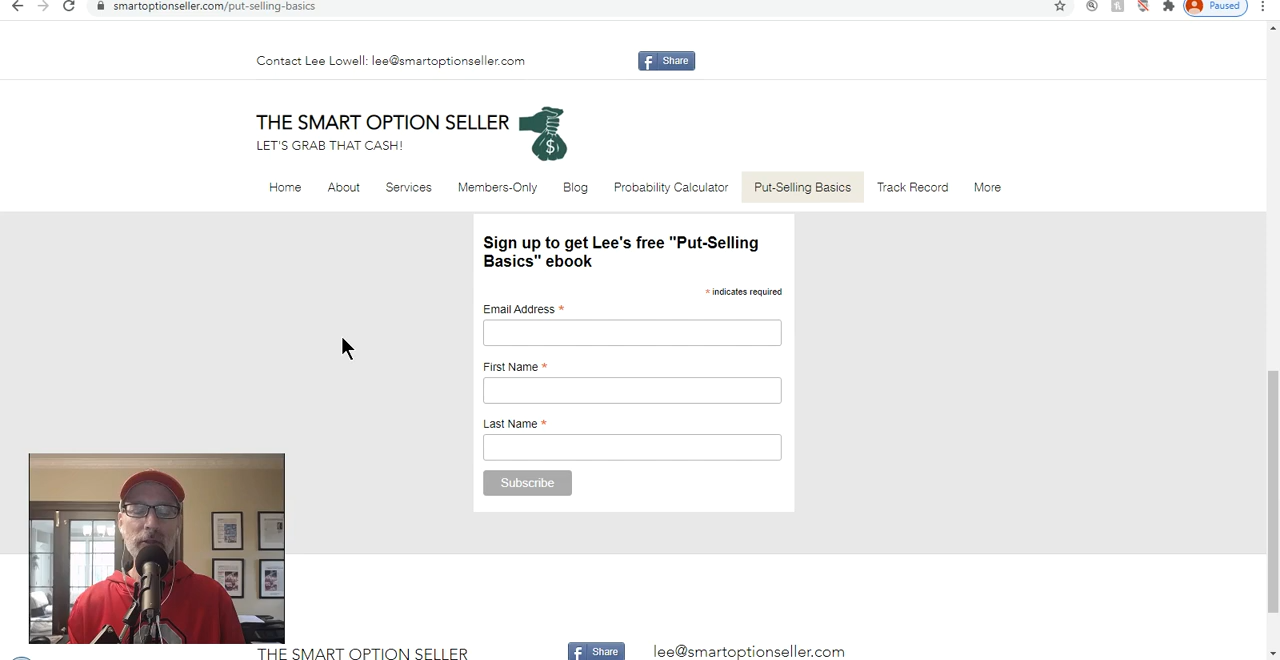 smartoptionseller.com/put-selling-basics
Paused
Contact Lee Lowell: lee@smartoptionseller.com
Share
THE SMART OPTION SELLER
LET'S GRAB THAT CASH!
$
Home About Services Members-Only Blog Probability Calculator Put-Selling Basics Track Record More
Sign up to get Lee's free "Put-Selling
Basics" ebook
* indicates required
Email Address *
First Name *
Last Name *
Subscribe
THE SMART OPTION SELLER
Share
lee@smartoptionseller.com